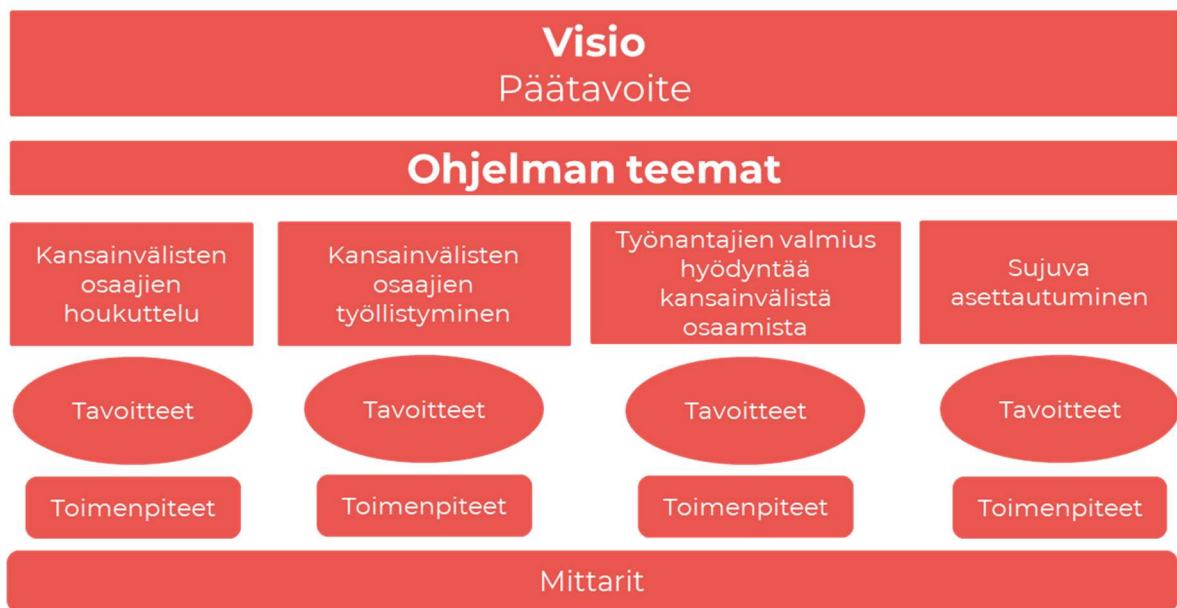 Visio
Päätavoite
Ohjelman teemat
Kansainvälisten
osaajien
houkuttelu
Kansainvälisten
osaajien
työllistyminen
Työnantajien valmius
hyödyntää
kansainvälistä
osaamista
Sujuva
asettautuminen
Tavoitteet
Tavoitteet
Tavoitteet
Tavoitteet
Toimenpiteet
Toimenpiteet
Toimenpiteet
Toimenpiteet
Mittarit